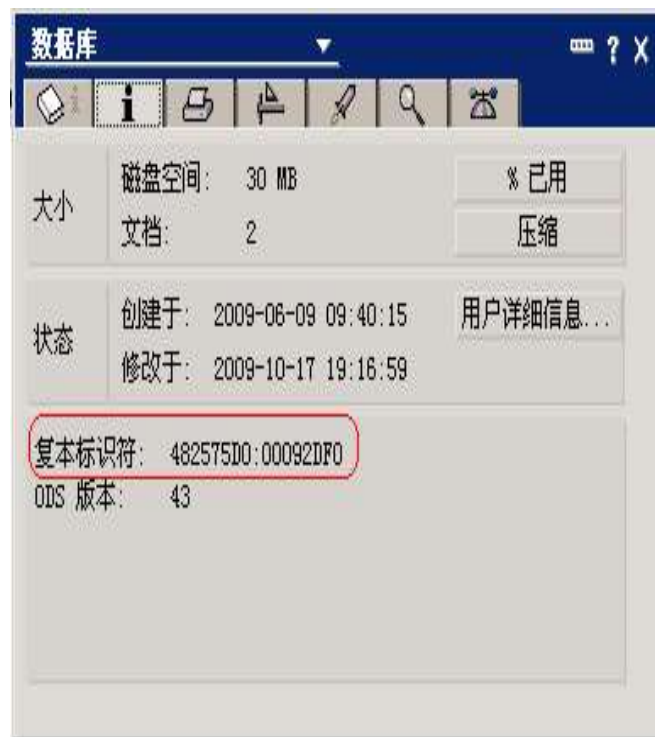 数据库
? X
i
大小
磁盘空间: 30 MB
% 已用
文档: 2
压缩
状态
创建于: 2009-06-09 09:40:15
用户详细信息...
修改于: 2009-10-17 19:16:59
复本标识符: 482575D0:00092DF0
ODS 版本: 43